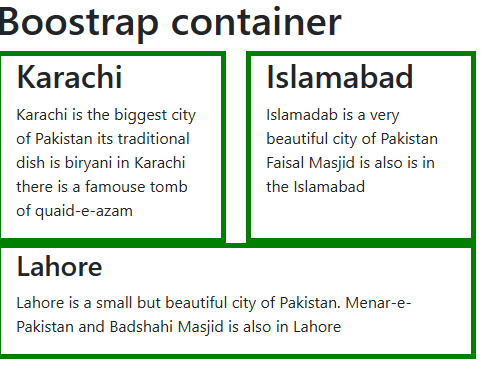 Boostrap container
Karachi
Karachi is the biggest city
of Pakistan its traditional
dish is biryani in Karachi
there is a famouse tomb
of quaid-e-azam
Islamabad
Islamadab is a very
beautiful city of Pakistan
Faisal Masjid is also is in
the Islamabad
Lahore
Lahore is a small but beautiful city of Pakistan. Menar-e-
Pakistan and Badshahi Masjid is also in Lahore